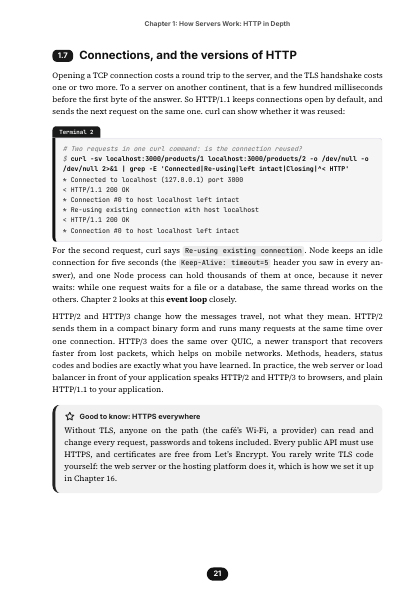 Chapter 1: How Servers Work: HTTP in Depth
1.7 Connections, and the versions of HTTP
Opening a TCP connection costs a round trip to the server, and the TLS handshake costs
one or more. To a server on another continent, that is a few hundred milliseconds
before the first byte of the answer. So HTTP/1.1 keeps connections open by default, and
sends the next request on the same one. curl can show whether it was reused:
Terminal 2
# Two requests in one curl command: is the connection reused?
$ curl -sv localhost:3000/products/1 localhost:3000/products/2 -o /dev/null -o
/dev/null 2>&1 | grep -E 'Connected|Re-using|left intact|Closing|^< HTTP'
* Connected to localhost (127.0.0.1) port 3000
< HTTP/1.1 200 OK
* Connection #0 to host localhost left intact
* Re-using existing connection with host localhost
< HTTP/1.1 200 OK
* Connection #0 to host localhost left intact
For the second request, curl says Re-using existing connection. Node keeps an idle
connection for five seconds (the Keep-Alive: timeout=5 header you saw in every an-
swer), and one Node process can hold thousands of them at once, because it never
waits: while one request waits for a file or a database, the same thread works on the
others. Chapter 2 looks at this event loop closely.
HTTP/2 and HTTP/3 change how the messages travel, not what they mean. HTTP/2
sends them in a compact binary form and runs many requests at the same time over
one connection. HTTP/3 does the same over QUIC, a newer transport that recovers
faster from lost packets, which helps on mobile networks. Methods, headers, status
codes and bodies are exactly what you have learned. In practice, the web server or load
balancer in front of your application speaks HTTP/2 and HTTP/3 to browsers, and plain
HTTP/1.1 to your application.
Good to know: HTTPS everywhere
Without TLS, anyone on the path (the café's Wi-Fi, a provider) can read and
change every request, passwords and tokens included. Every public API must use
HTTPS, and certificates are free from Let's Encrypt. You rarely write TLS code
yourself: the web server or the hosting platform does it, which is how we set it up
in Chapter 16.
21